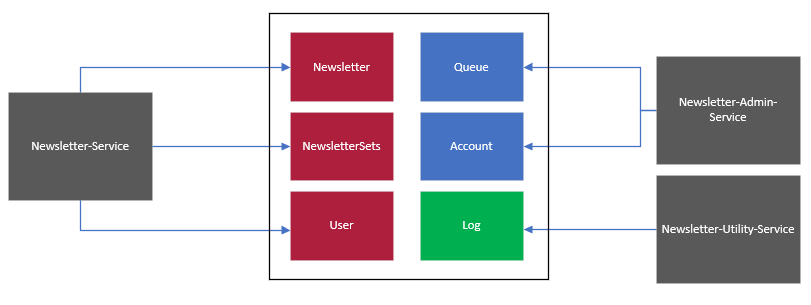 Newsletter-Service
Newsletter
NewsletterSets
User
Queue
Account
Log
Newsletter-Admin-
Service
Newsletter-Utility-Service